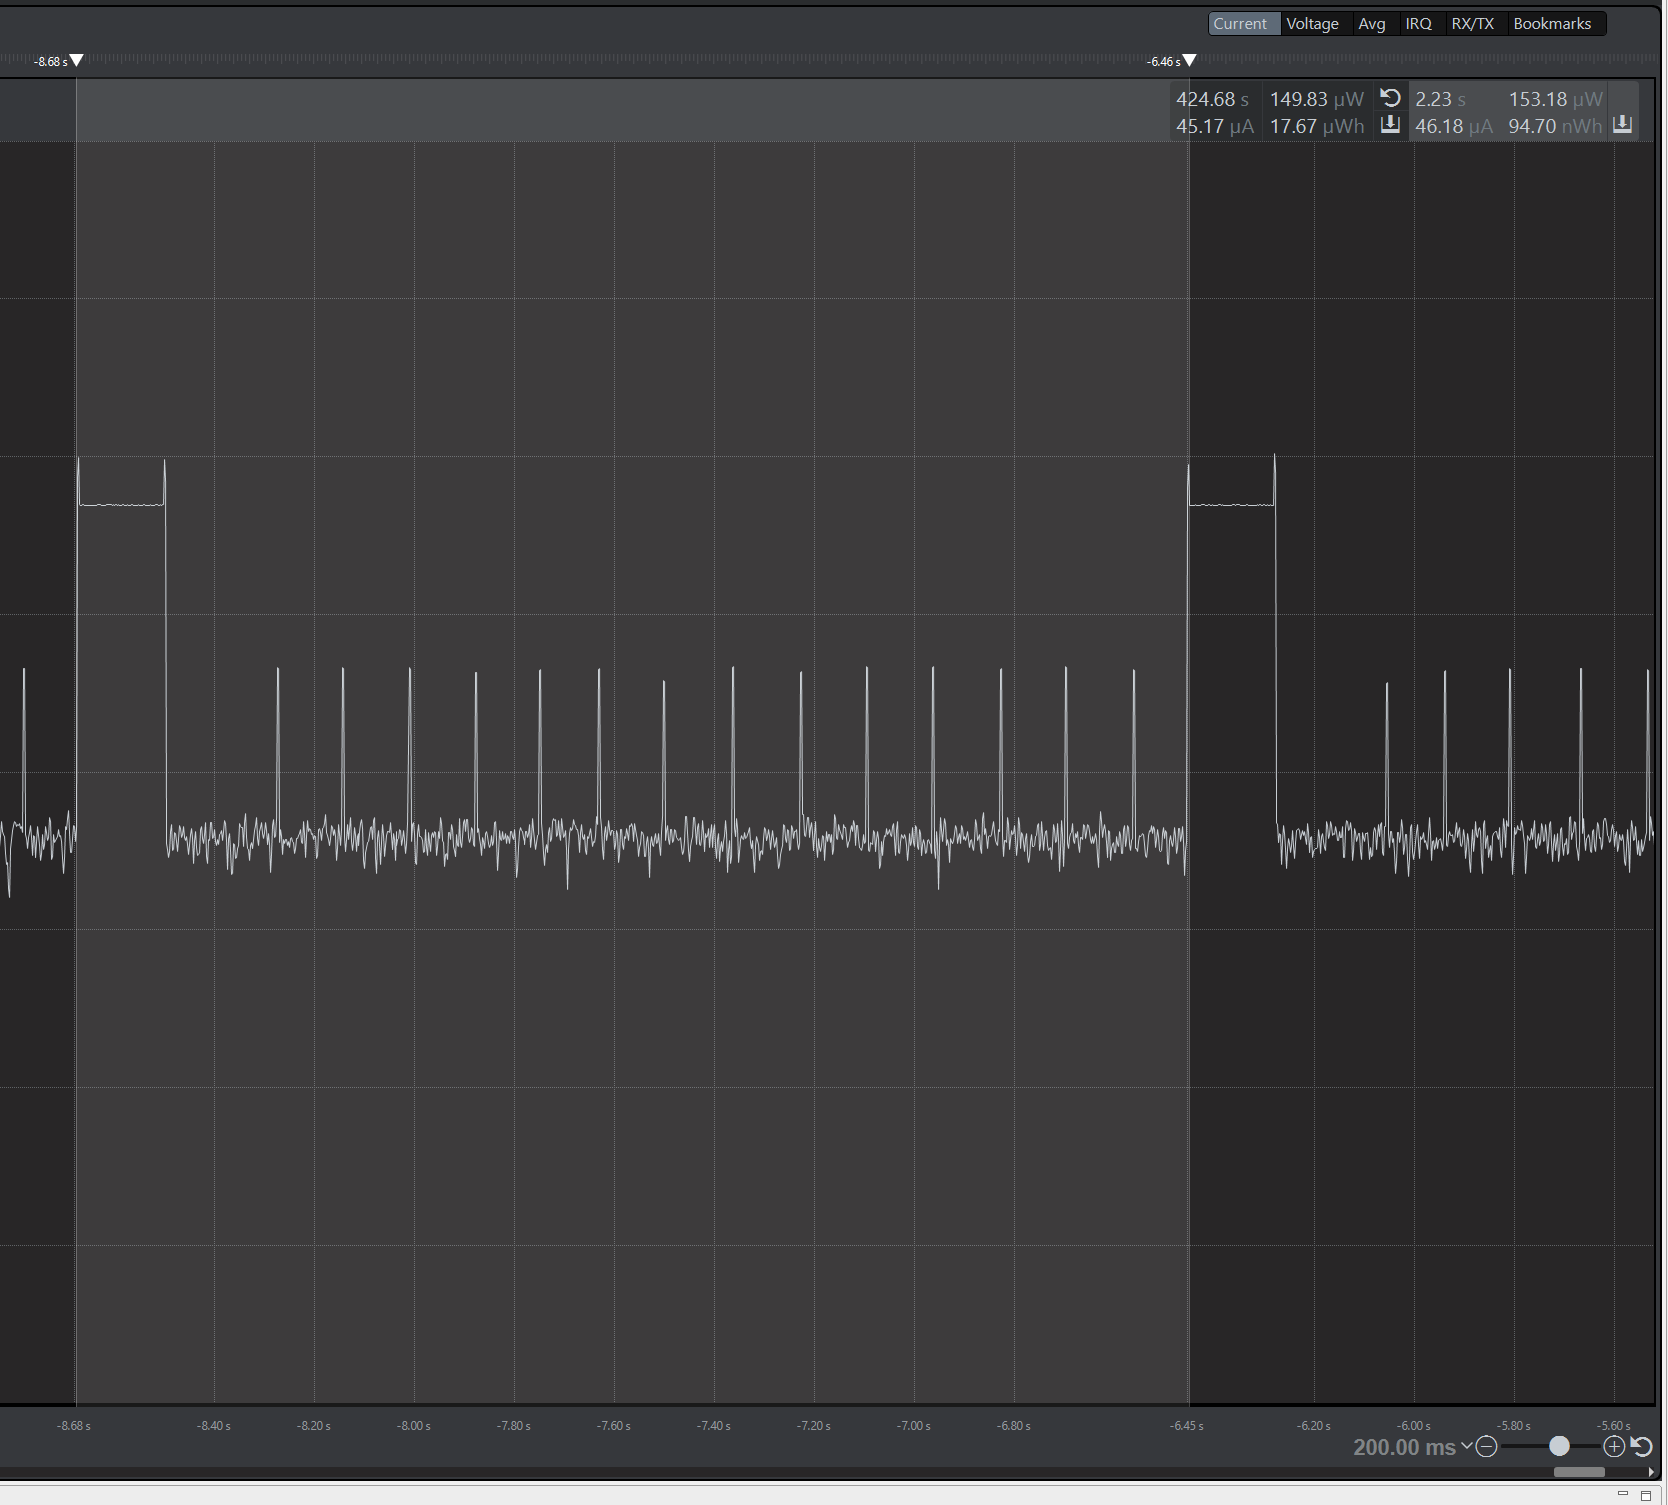 Current Voltage Avg IRQ RX/TX Bookmarks
-8.68 s -6.46 s
424.68 s 149.83 µW 2.23 s 153.18 µW
45.17 µA 17.67 µWh 46.18 µA 94.70 nWh
-8.68 s -8.40 s -8.20 s -8.00 s -7.80 s -7.60 s -7.40 s -7.20 s -7.00 s -6.80 s -6.45 s -6.20 s -6.00 s -5.80 s -5.60 s
200.00 ms